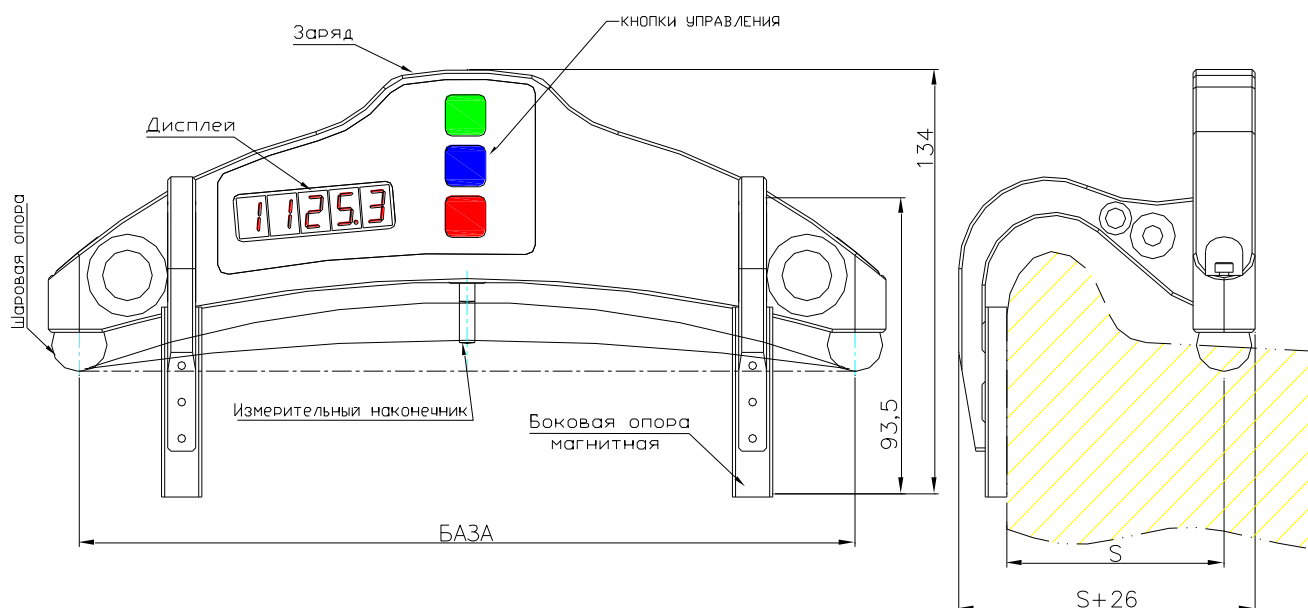 Заряд
КНОПКИ УПРАВЛЕНИЯ
Дисплей
1125.3
Шаровая опора
134
93,5
Измерительный наконечник
Боковая опора
магнитная
БАЗА
S
S+26